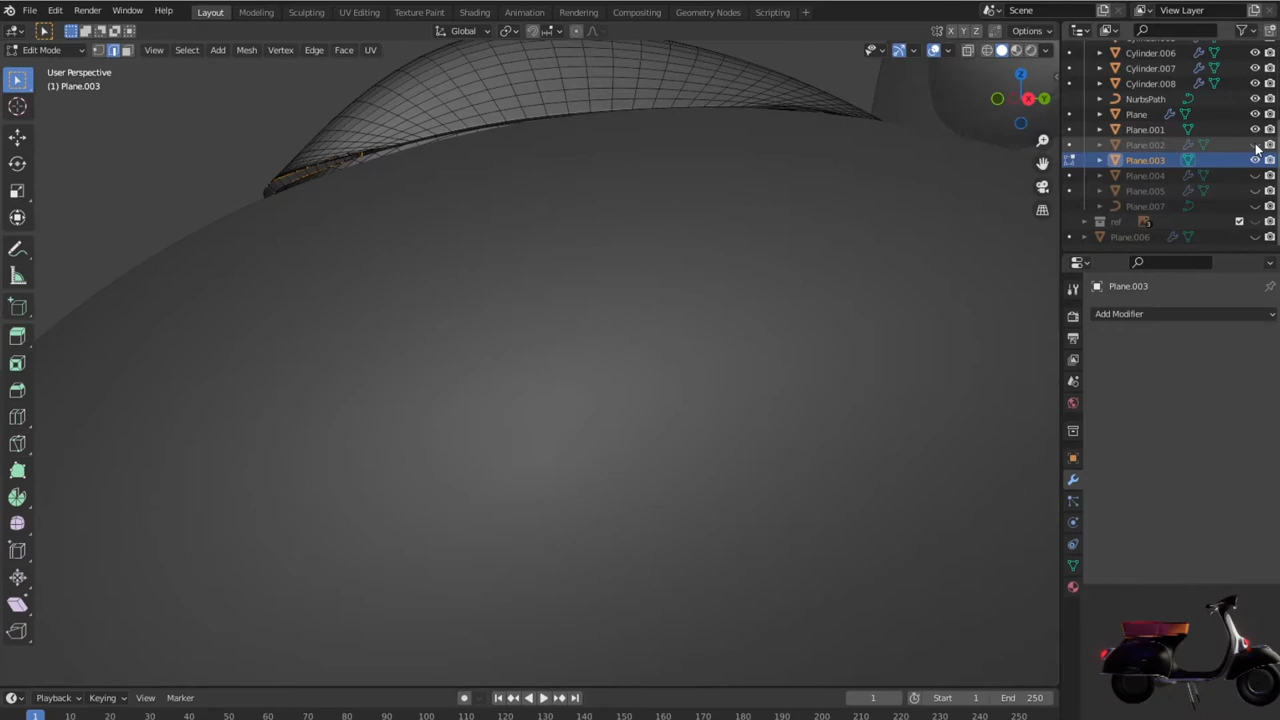 File Edit Render Window Help Layout Modeling Sculpting UV Editing Texture Paint Shading Animation Rendering Compositing Geometry Nodes Scripting + Scene View Layer
Global X Y Z Options
Edit Mode View Select Add Mesh Vertex Edge Face UV
User Perspective
(1) Plane.003
Z
X Y
Cylinder.006
Cylinder.007
Cylinder.008
NurbsPath
Plane
Plane.001
Plane.002
Plane.003
Plane.004
Plane.005
Plane.007
ref 3
Plane.006
Plane.003
Add Modifier
Playback Keying View Marker 1 Start 1 End 250
1 10 20 30 40 50 60 70 80 90 100 110 120 130 140 150 160 170 180 190 200 210 220 230 240 250